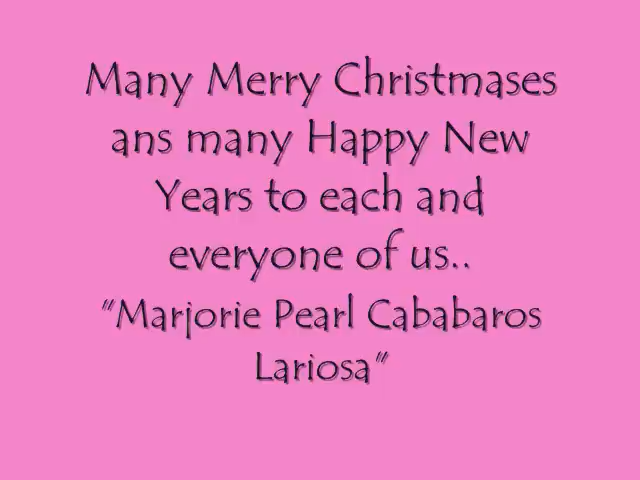 Many Merry Christmases
ans many Happy New
Years to each and
everyone of us..
"Marjorie Pearl Cababaros
Lariosa"